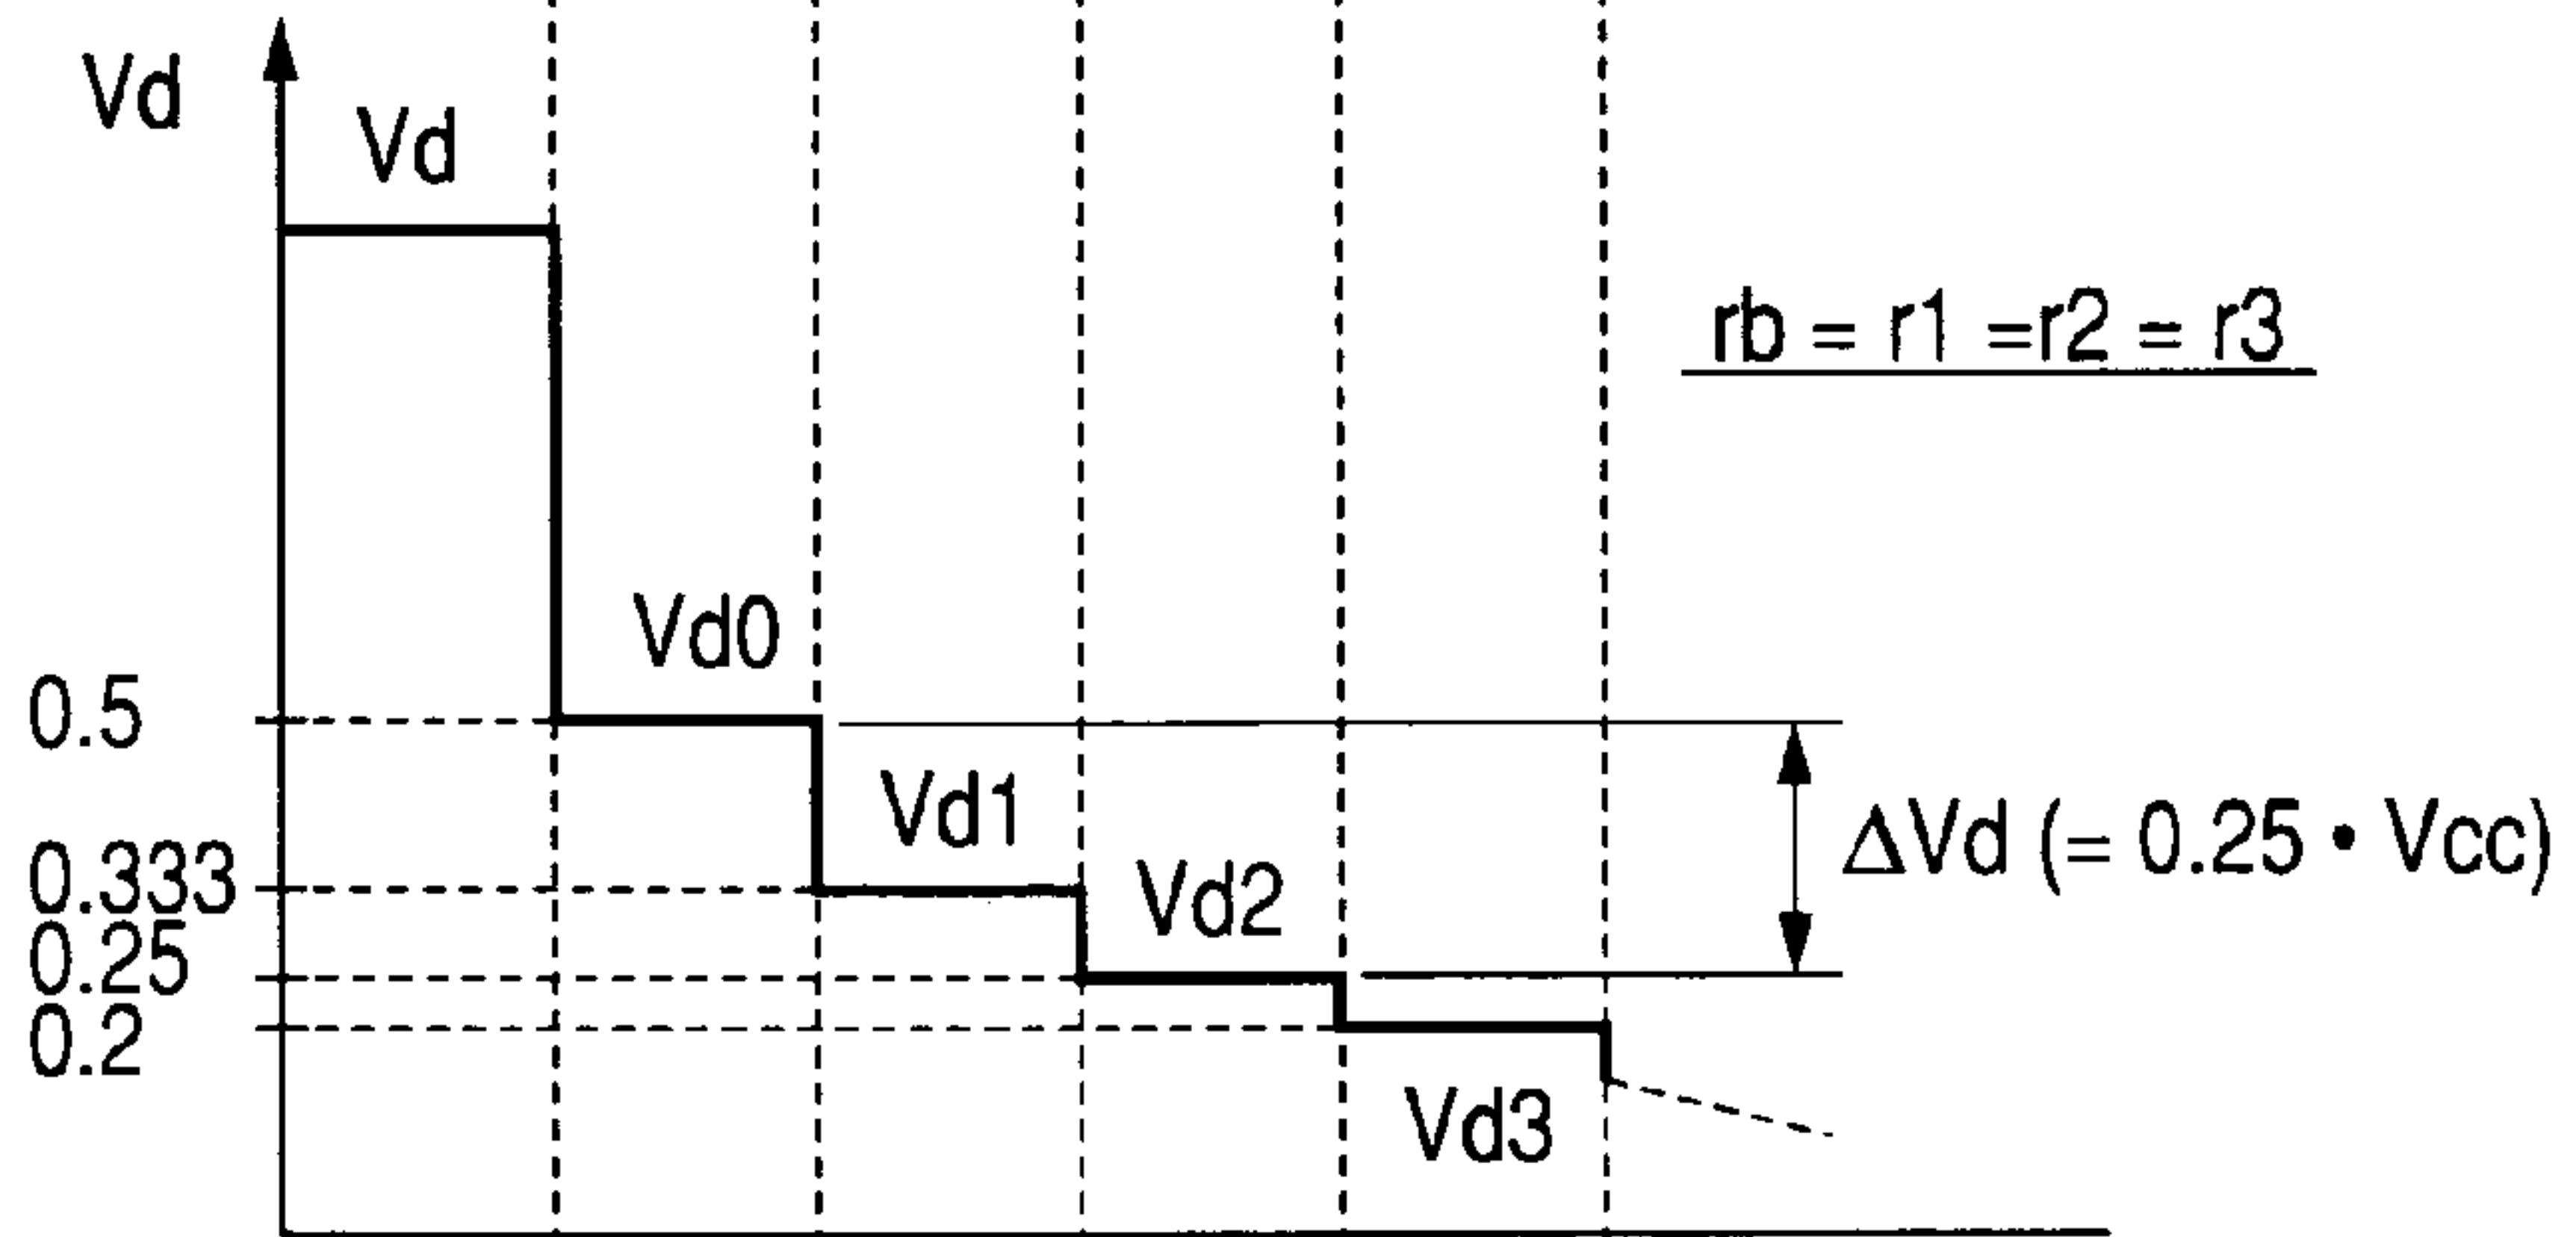 Vd
Vd
rb = r1 =r2 = r3
Vd0
0.5
Vd1
ΔVd (= 0.25 • Vcc)
0.333
Vd2
0.25
0.2
Vd3